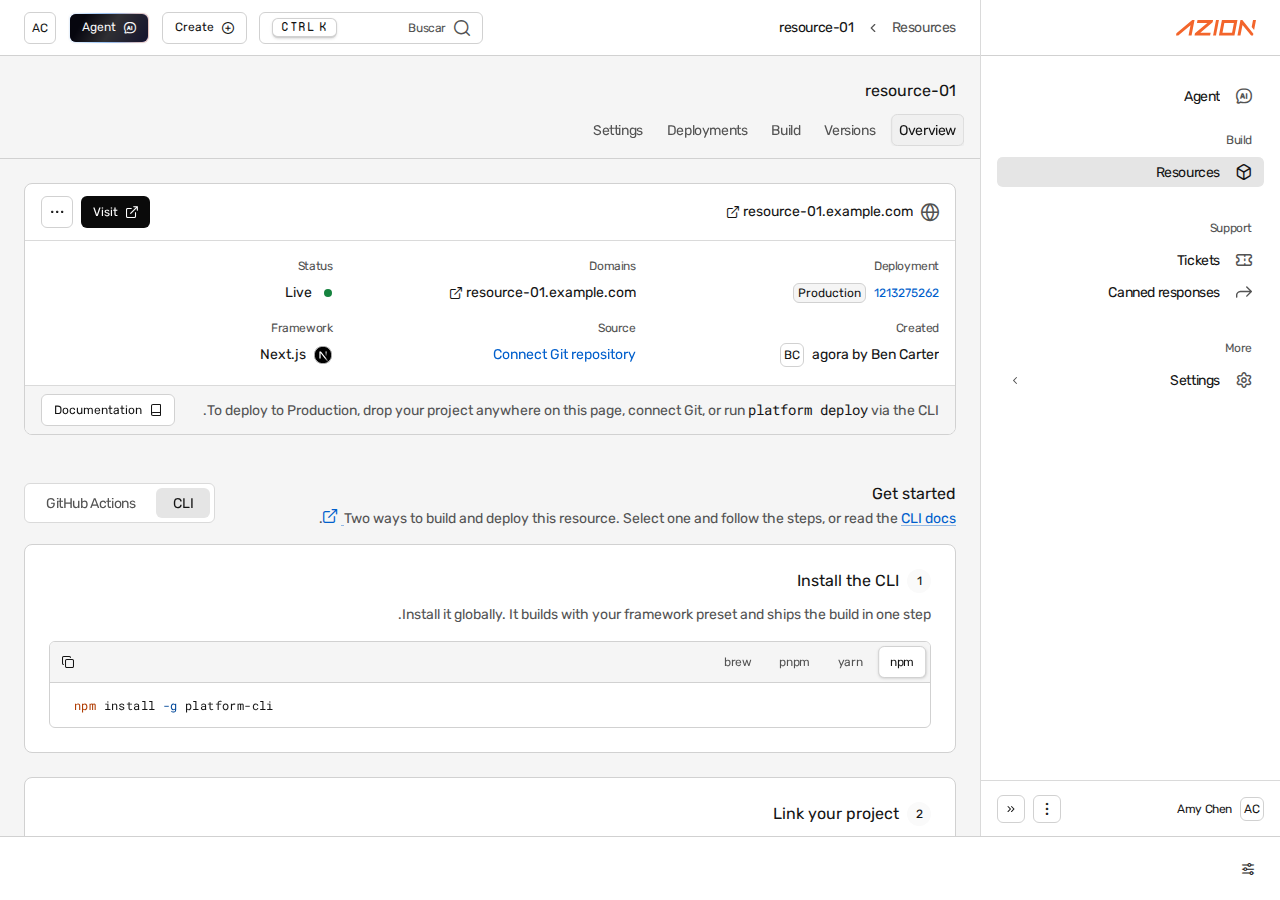 AZION
Resources
resource-01
Buscar
CTRL K
Create
Agent
AC
Agent
Build
Resources
Support
Tickets
Canned responses
More
Settings
Amy Chen
AC
resource-01
Overview
Versions
Build
Deployments
Settings
resource-01.example.com
Visit
Deployment
1213275262
Production
Domains
resource-01.example.com
Status
Live
Created
agora by Ben Carter
BC
Source
Connect Git repository
Framework
Next.js
.To deploy to Production, drop your project anywhere on this page, connect Git, or run platform deploy via the CLI
Documentation
Get started
Two ways to build and deploy this resource. Select one and follow the steps, or read the CLI docs .
CLI
GitHub Actions
1
Install the CLI
.Install it globally. It builds with your framework preset and ships the build in one step
npm
yarn
pnpm
brew
npm install -g platform-cli
2
Link your project